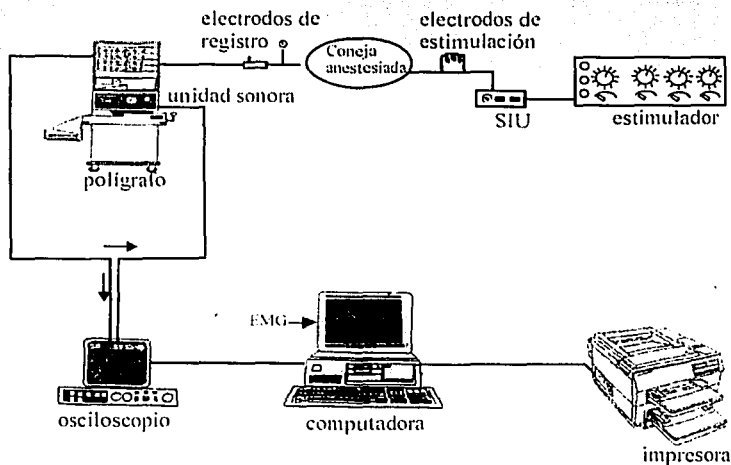 electrodos de
registro
electrodos de
estimulación
Coneja
anestesiada
unidad sonora
SIU
estimulador
polígrafo
EMG
osciloscopio
computadora
impresora